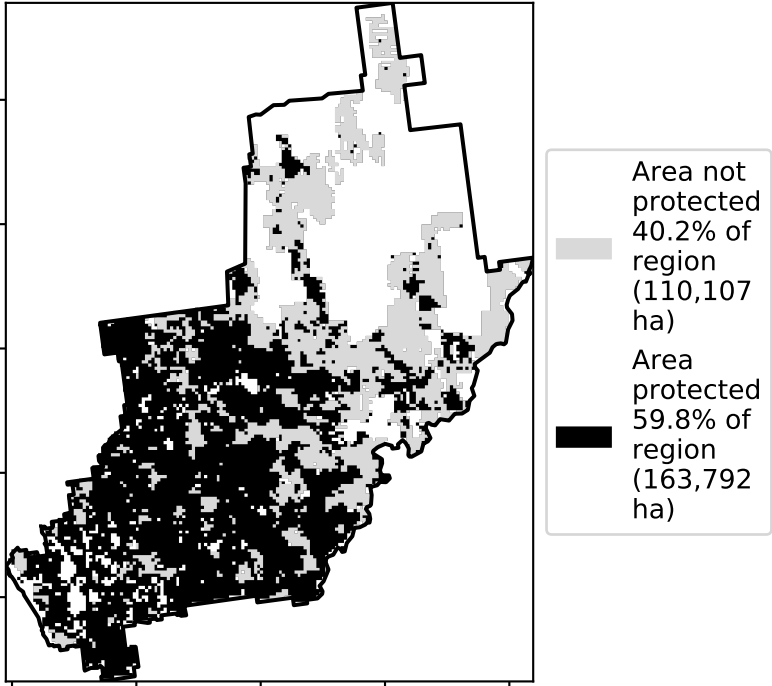 Area not
protected
40.2% of
region
(110,107
ha)
Area
protected
59.8% of
region
(163,792
ha)